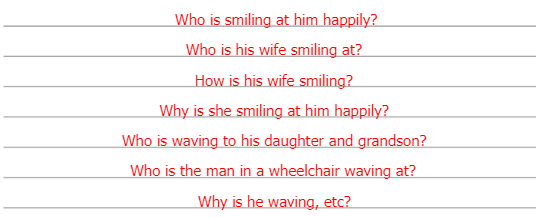 Who is smiling at him happily?
Who is his wife smiling at?
How is his wife smiling?
Why is she smiling at him happily?
Who is waving to his daughter and grandson?
Who is the man in a wheelchair waving at?
Why is he waving, etc?